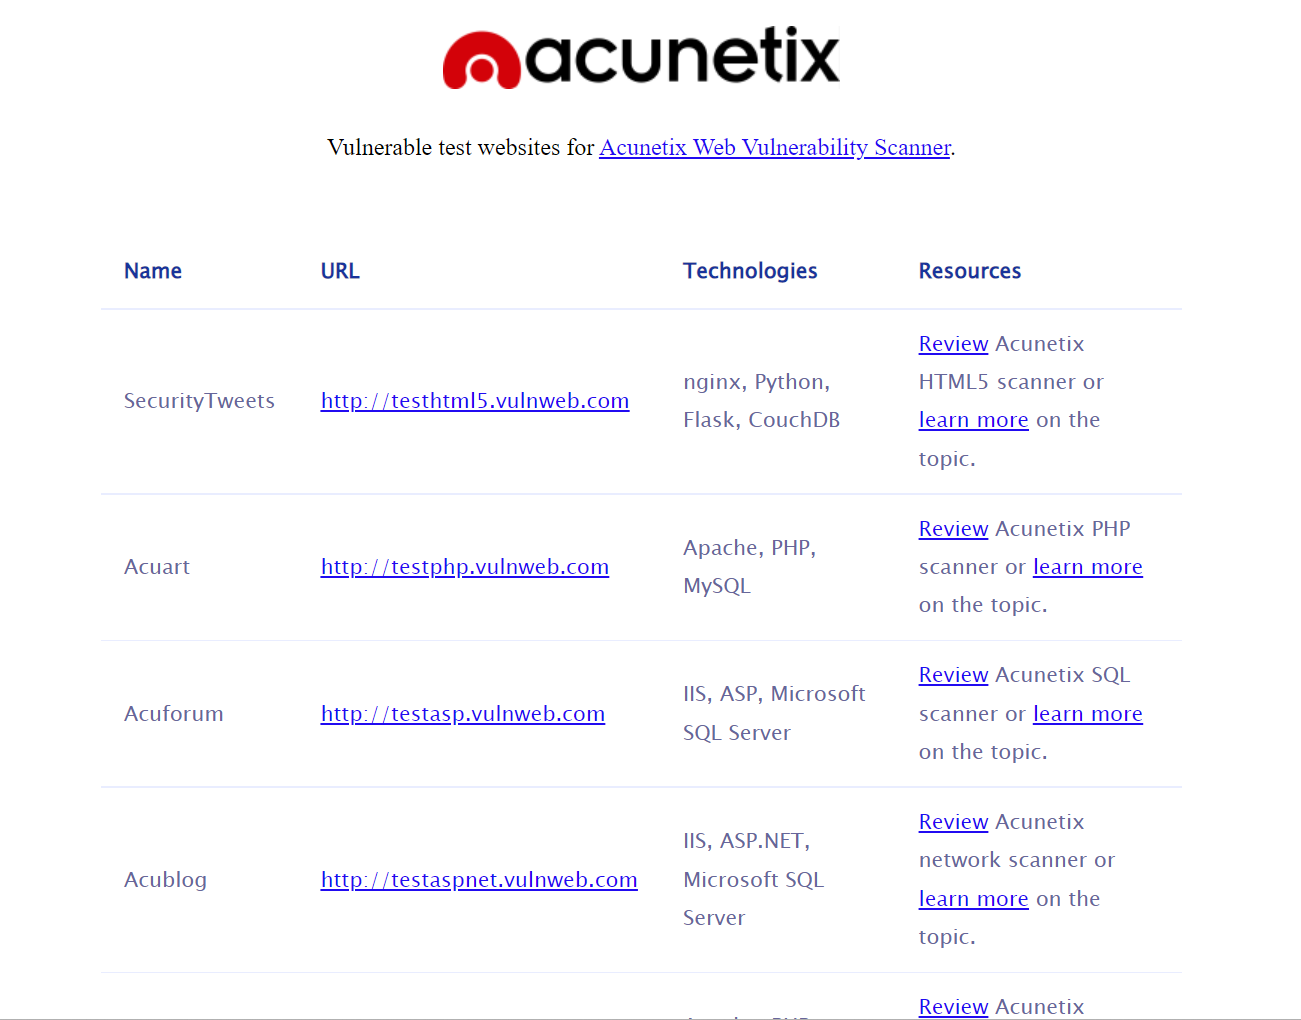 acunetix
Vulnerable test websites for Acunetix Web Vulnerability Scanner.
Name URL Technologies Resources
SecurityTweets http://testhtml5.vulnweb.com nginx, Python,
Flask, CouchDB
Review Acunetix
HTML5 scanner or
learn more on the
topic.
Acuart http://testphp.vulnweb.com Apache, PHP,
MySQL
Review Acunetix PHP
scanner or learn more
on the topic.
Acuforum http://testasp.vulnweb.com IIS, ASP, Microsoft
SQL Server
Review Acunetix SQL
scanner or learn more
on the topic.
Acublog http://testaspnet.vulnweb.com IIS, ASP.NET,
Microsoft SQL
Server
Review Acunetix
network scanner or
learn more on the
topic.
Review Acunetix